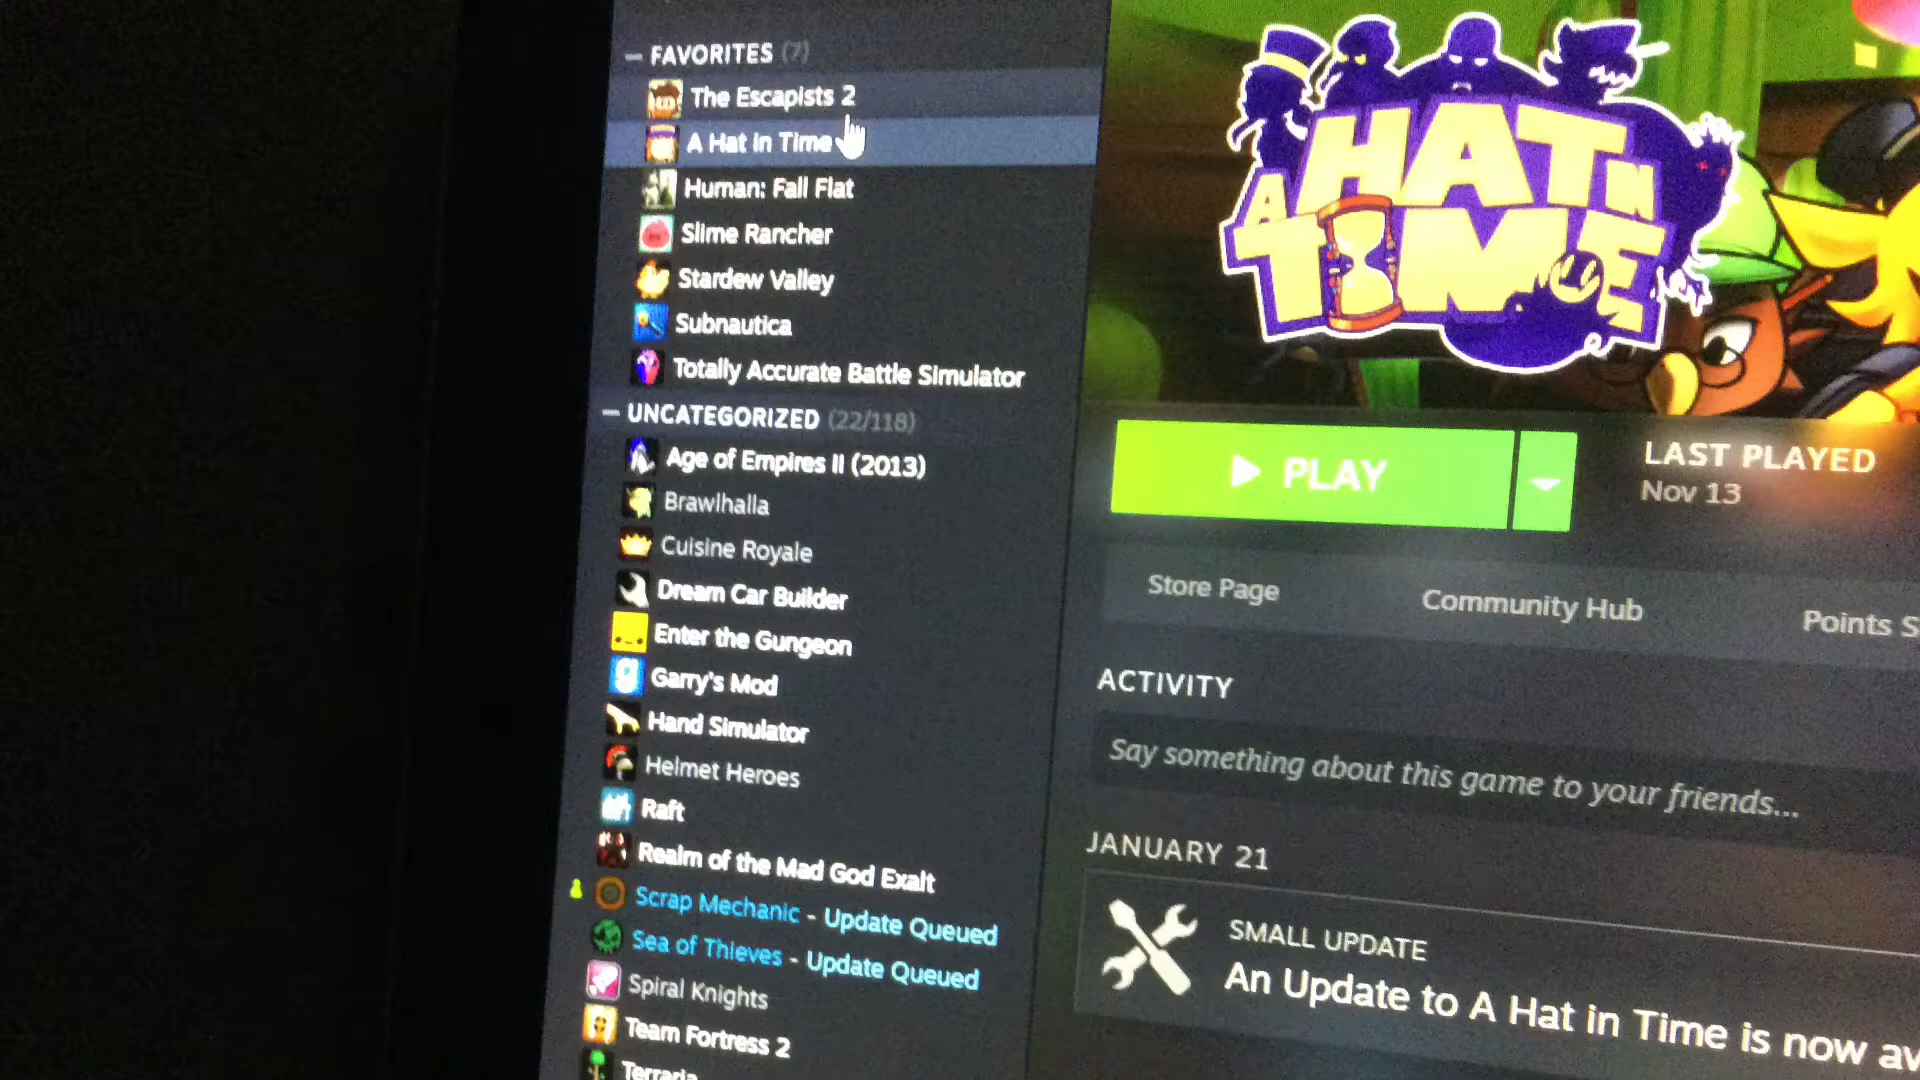 FAVORITES (7)
The Escapists 2
A Hat in Time
Human: Fall Flat
Slime Rancher
Stardew Valley
Subnautica
Totally Accurate Battle Simulator
UNCATEGORIZED (22/118)
Age of Empires II (2013)
Brawlhalla
Cuisine Royale
Dream Car Builder
Enter the Gungeon
Garry's Mod
Hand Simulator
Helmet Heroes
Raft
Realm of the Mad God Exalt
Scrap Mechanic - Update Queued
Sea of Thieves - Update Queued
Spiral Knights
Team Fortress 2
Terraria
A HAT IN TIME
PLAY
LAST PLAYED
Nov 13
Store Page
Community Hub
Points S
ACTIVITY
Say something about this game to your friends...
JANUARY 21
SMALL UPDATE
An Update to A Hat in Time is now av